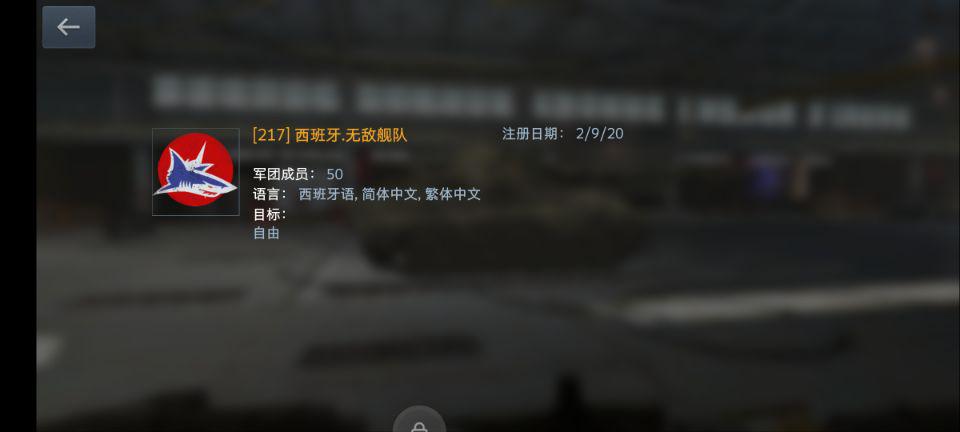 [217] 西班牙.无敌舰队
注册日期： 2/9/20
军团成员： 50
语言： 西班牙语, 简体中文, 繁体中文
目标：
自由